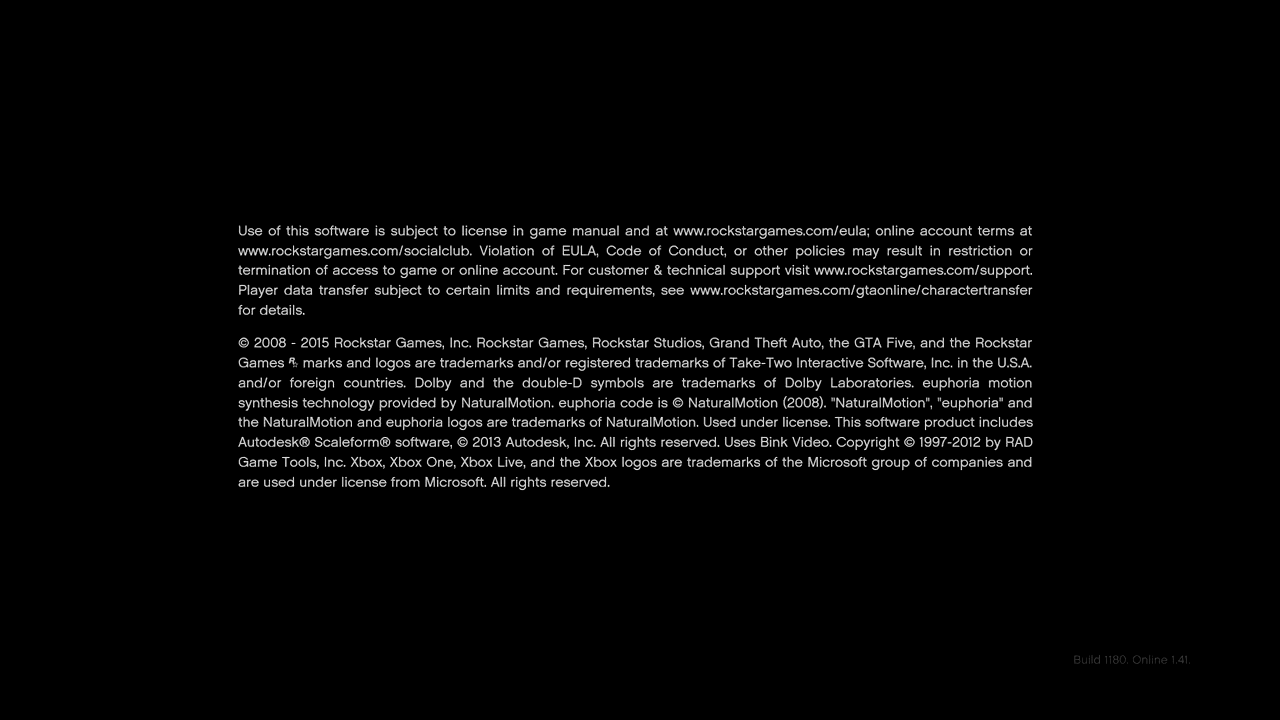 Use of this software is subject to license in game manual and at www.rockstargames.com/eula; online account terms at
www.rockstargames.com/socialclub. Violation of EULA, Code of Conduct, or other policies may result in restriction or
termination of access to game or online account. For customer & technical support visit www.rockstargames.com/support.
Player data transfer subject to certain limits and requirements, see www.rockstargames.com/gtaonline/charactertransfer
for details.
© 2008 - 2015 Rockstar Games, Inc. Rockstar Games, Rockstar Studios, Grand Theft Auto, the GTA Five, and the Rockstar
Games R* marks and logos are trademarks and/or registered trademarks of Take-Two Interactive Software, Inc. in the U.S.A.
and/or foreign countries. Dolby and the double-D symbols are trademarks of Dolby Laboratories. euphoria motion
synthesis technology provided by NaturalMotion. euphoria code is © NaturalMotion (2008). "NaturalMotion", "euphoria" and
the NaturalMotion and euphoria logos are trademarks of NaturalMotion. Used under license. This software product includes
Autodesk® Scaleform® software, © 2013 Autodesk, Inc. All rights reserved. Uses Bink Video. Copyright © 1997-2012 by RAD
Game Tools, Inc. Xbox, Xbox One, Xbox Live, and the Xbox logos are trademarks of the Microsoft group of companies and
are used under license from Microsoft. All rights reserved.
Build 1180. Online 1.41.